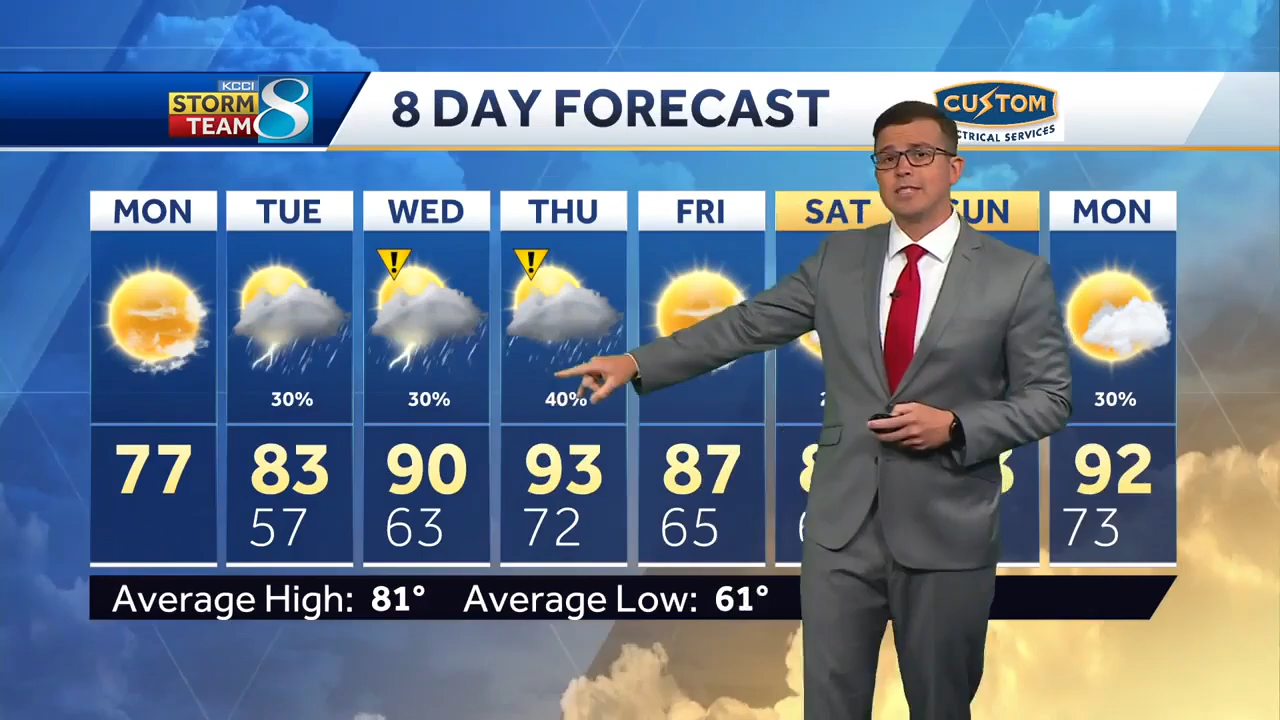 KCCI
STORM
TEAM 8
8 DAY FORECAST
CUSTOM
SERVICES
MON TUE WED THU FRI SAT SUN MON
! !
30% 30% 40% 30%
77 83 90 93 87 92
57 63 72 65 73
Average High: 81° Average Low: 61°